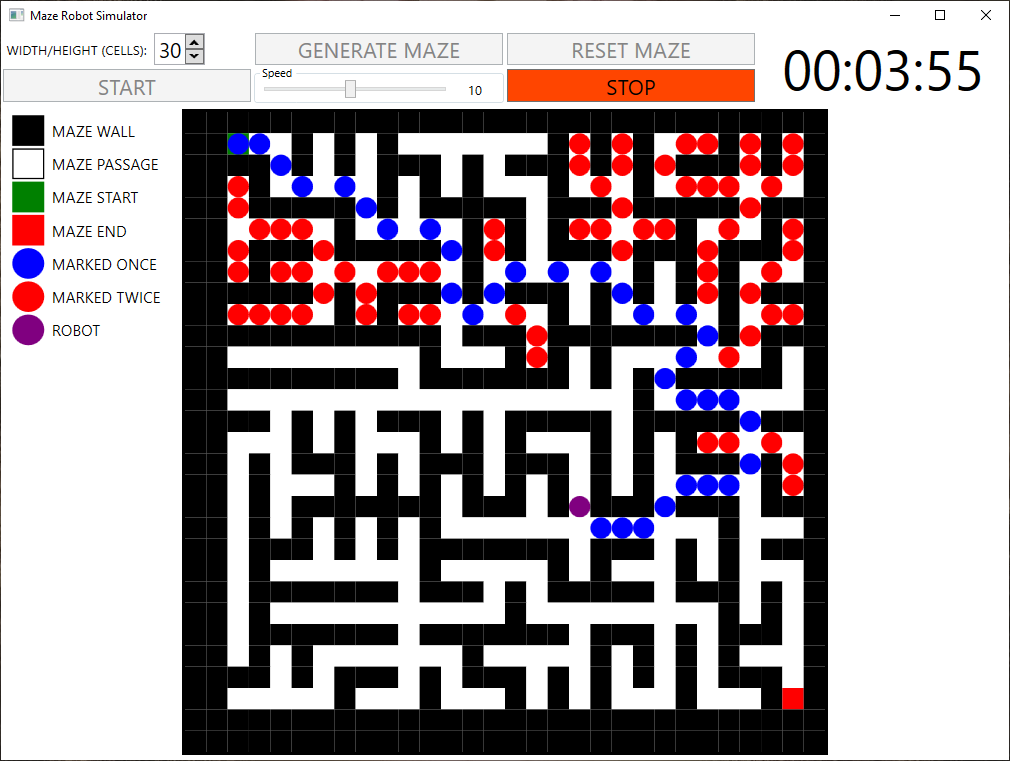 Maze Robot Simulator
WIDTH/HEIGHT (CELLS): 30 GENERATE MAZE RESET MAZE 00:03:55
START Speed 10 STOP
MAZE WALL
MAZE PASSAGE
MAZE START
MAZE END
MARKED ONCE
MARKED TWICE
ROBOT